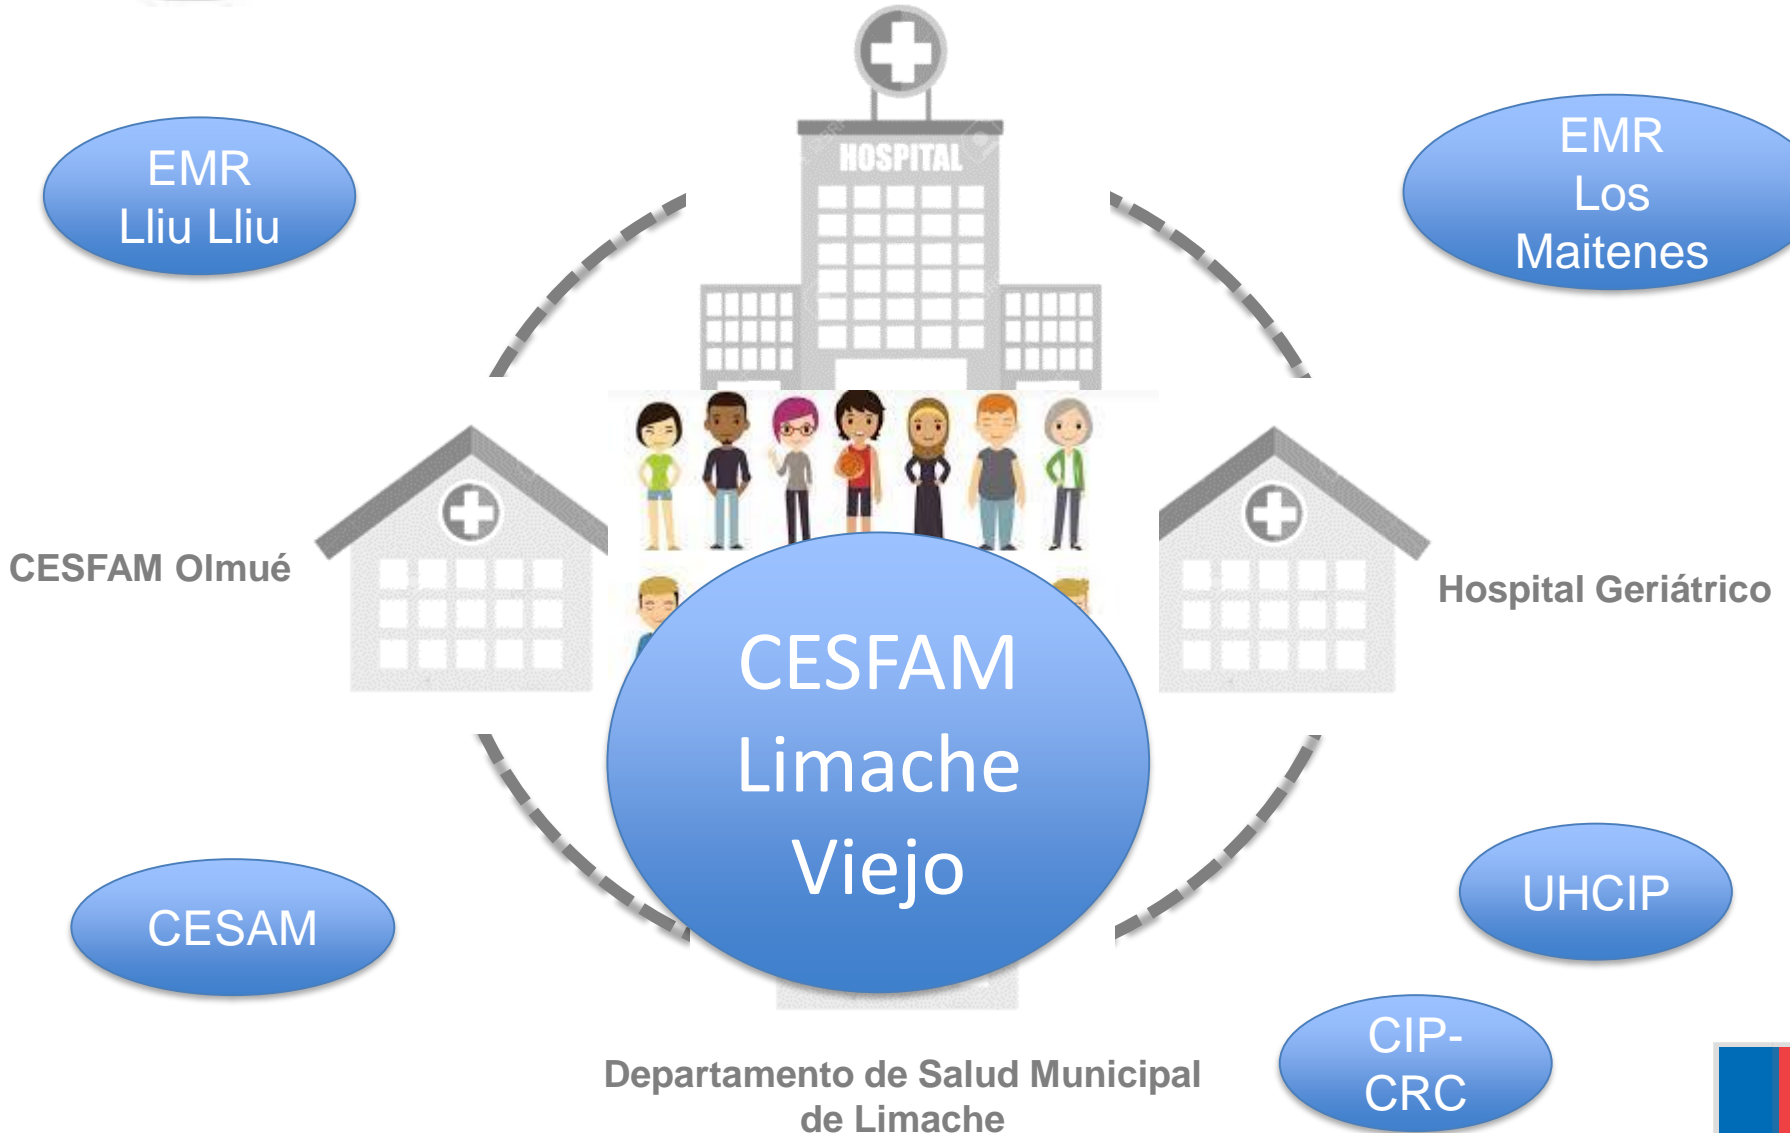 HOSPITAL
EMR
Lliu Lliu
EMR
Los
Maitenes
CESFAM Olmué
Hospital Geriátrico
CESFAM
Limache
Viejo
CESAM
UHCIP
CIP-
CRC
Departamento de Salud Municipal
de Limache